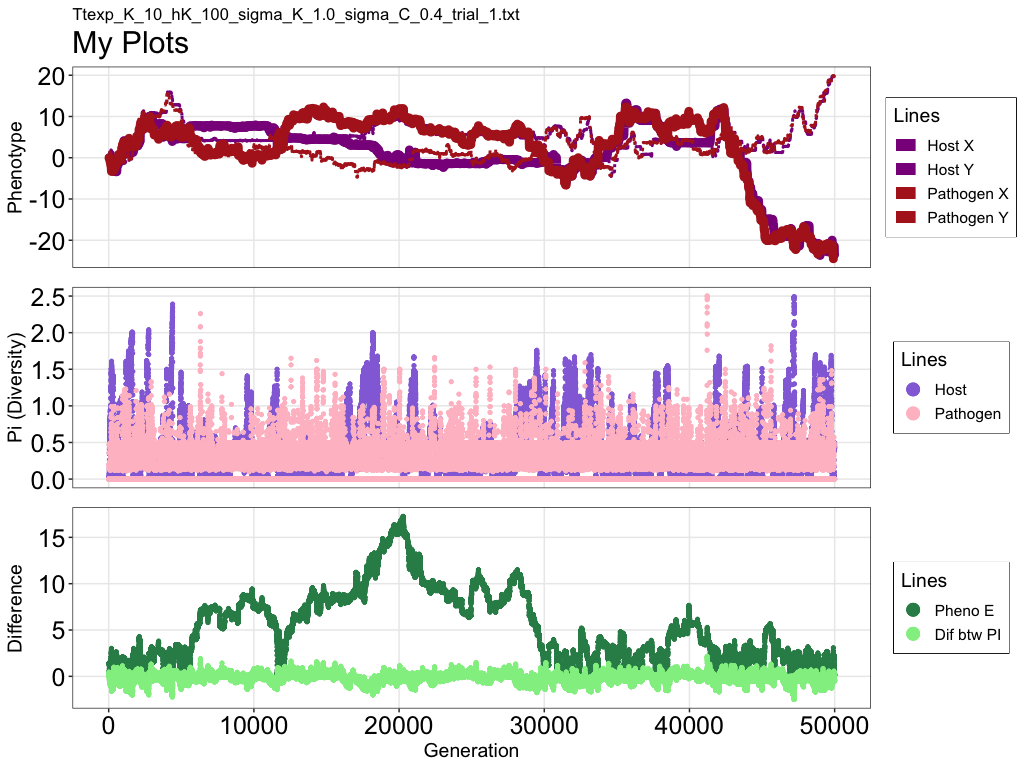 Ttexp_K_10_hK_100_sigma_K_1.0_sigma_C_0.4_trial_1.txt
My Plots
Phenotype
20
10
0
-10
-20
Lines
Host X
Host Y
Pathogen X
Pathogen Y
Pi (Diversity)
2.5
2.0
1.5
1.0
0.5
0.0
Lines
Host
Pathogen
Difference
15
10
5
0
Lines
Pheno E
Dif btw PI
0 10000 20000 30000 40000 50000
Generation